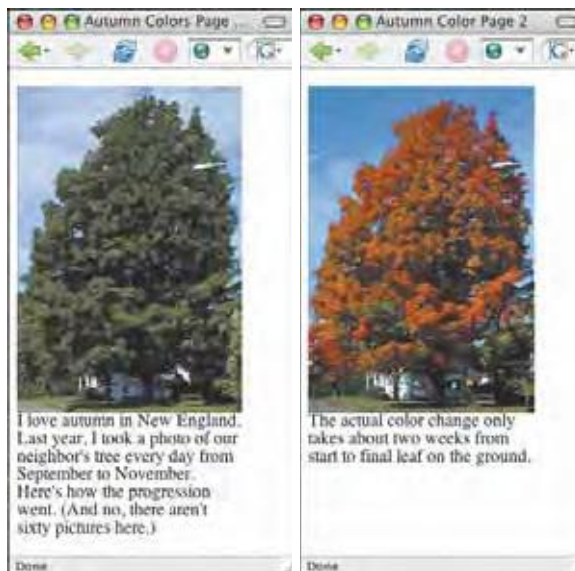 Autumn Colors Page ...
I love autumn in New England.
Last year, I took a photo of our
neighbor's tree every day from
September to November.
Here's how the progression
went. (And no, there aren't
sixty pictures here.)
Done
Autumn Color Page 2
The actual color change only
takes about two weeks from
start to final leaf on the ground.
Done